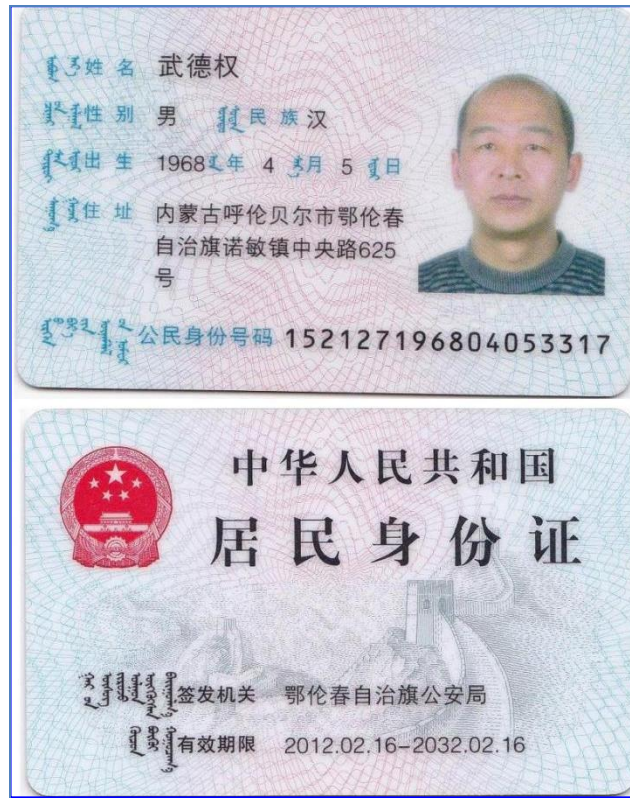 姓名 武德权
性别 男 民族 汉
出生 1968 年 4 月 5 日
住址 内蒙古呼伦贝尔市鄂伦春
自治旗诺敏镇中央路625
号
公民身份号码 152127196804053317
中华人民共和国
居民身份证
签发机关 鄂伦春自治旗公安局
有效期限 2012.02.16-2032.02.16